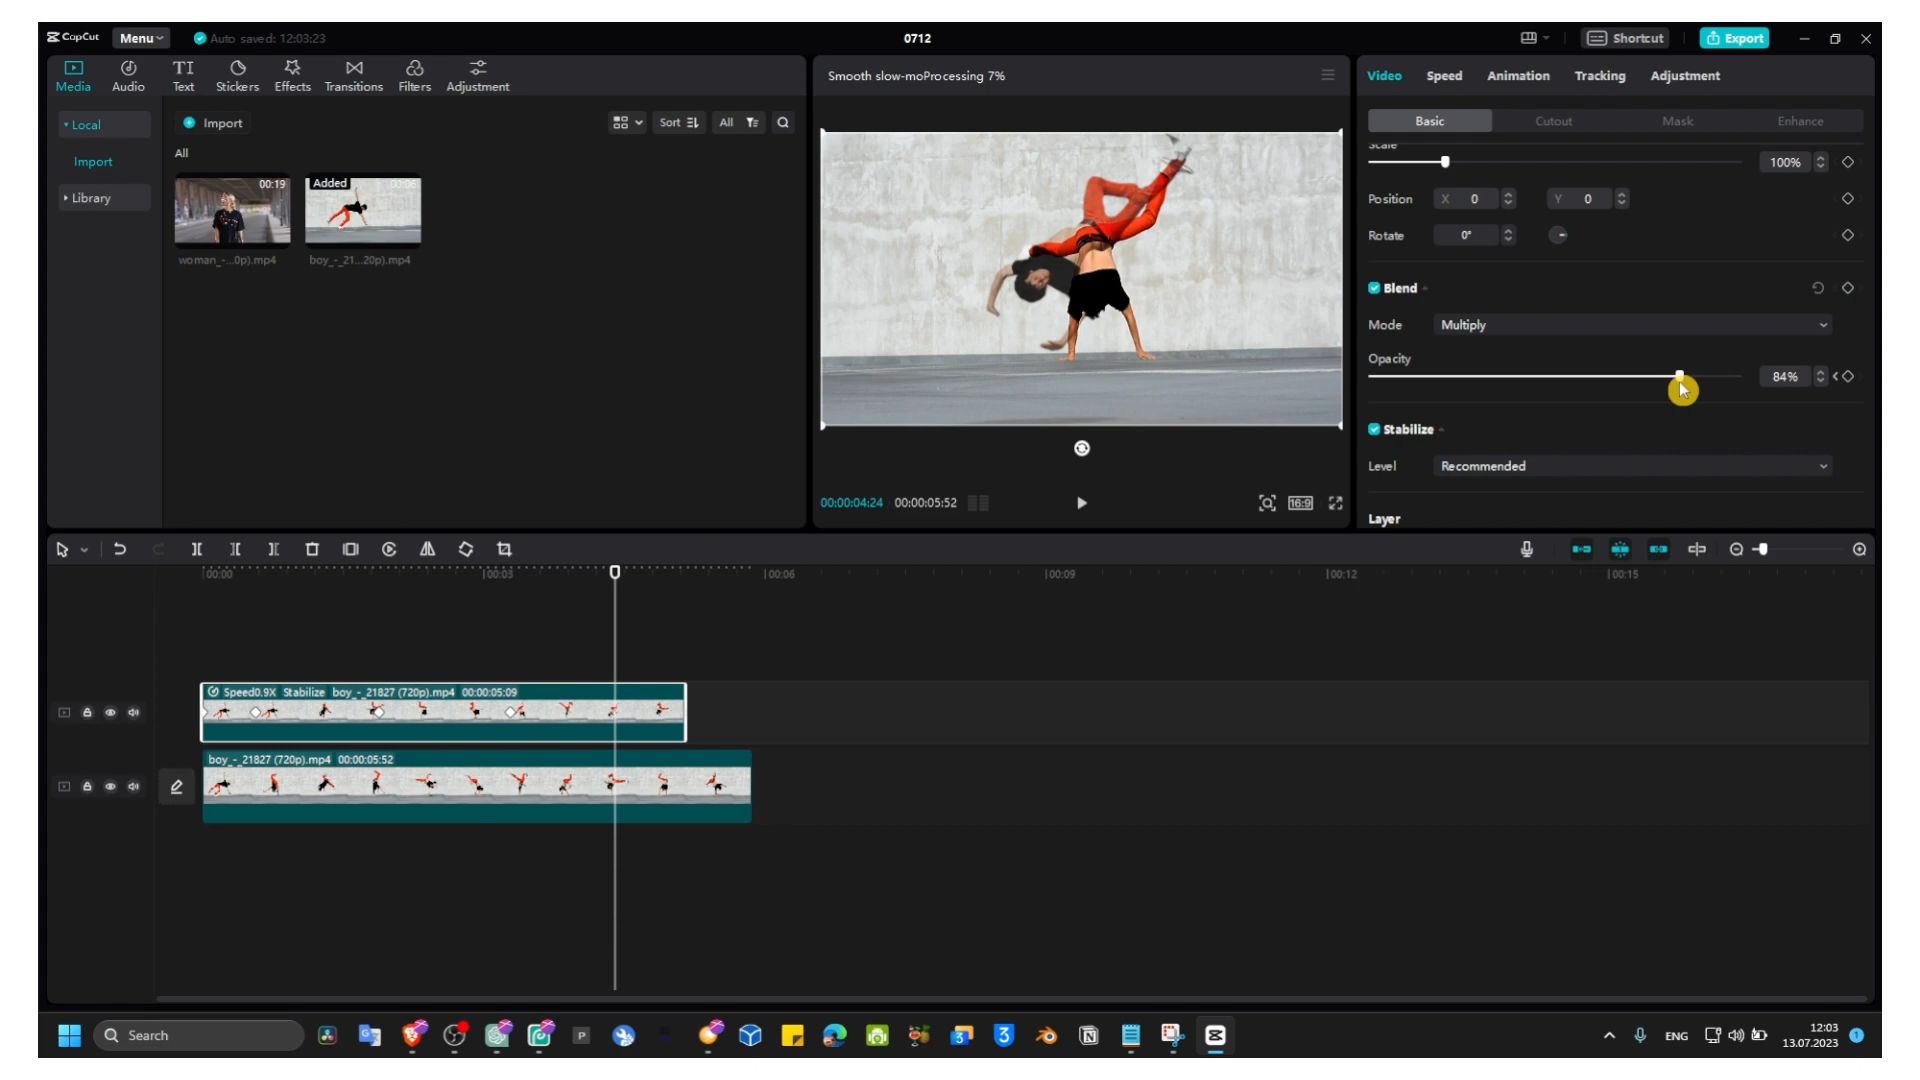 CapCut Menu Auto saved: 12:03:23 0712 Shortcut Export
Media Audio Text Stickers Effects Transitions Filters Adjustment
Local
Import
Library
Import Sort All
All
00:19 Added 00:06
woman_-...0p).mp4 boy_-_21...20p).mp4
Smooth slow-moProcessing 7%
00:00:04:24 00:00:05:52 16:9
Video Speed Animation Tracking Adjustment
Basic Cutout Mask Enhance
Scale
100%
Position X 0 Y 0
Rotate 0°
Blend
Mode Multiply
Opacity
84%
Stabilize
Level Recommended
Layer
00:00 00:03 00:06 00:09 00:12 00:15
Speed0.9X Stabilize boy_-_21827 (720p).mp4 00:00:05:09
boy_-_21827 (720p).mp4 00:00:05:52
Search ENG 12:03
13.07.2023 1